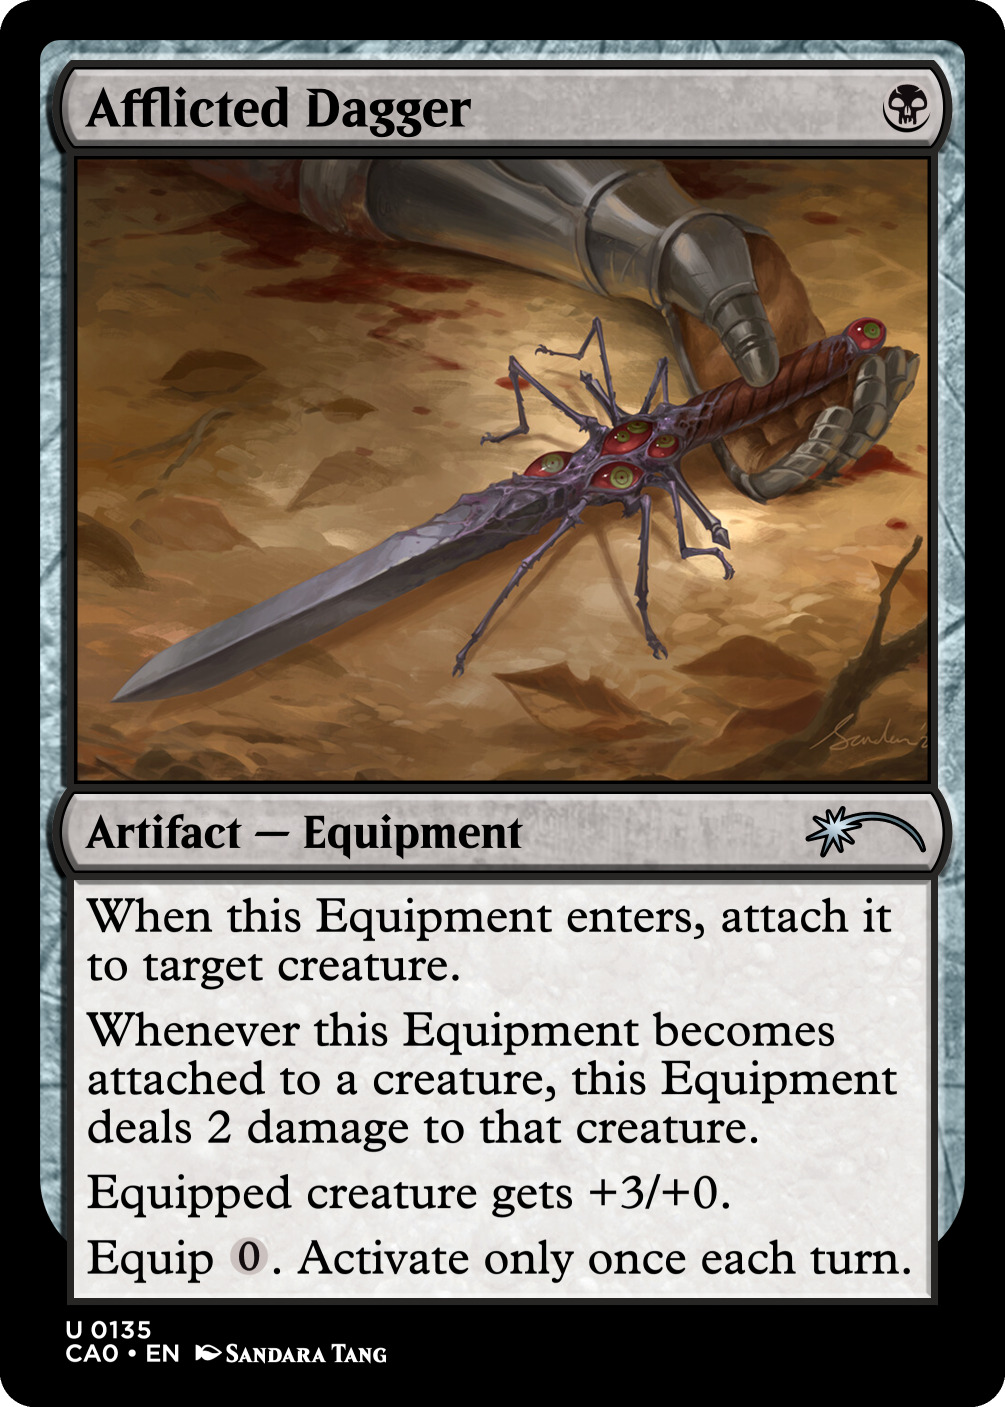 Afflicted Dagger
Artifact — Equipment
When this Equipment enters, attach it
to target creature.
Whenever this Equipment becomes
attached to a creature, this Equipment
deals 2 damage to that creature.
Equipped creature gets +3/+0.
Equip 0. Activate only once each turn.
U 0135
CAO • EN SANDARA TANG